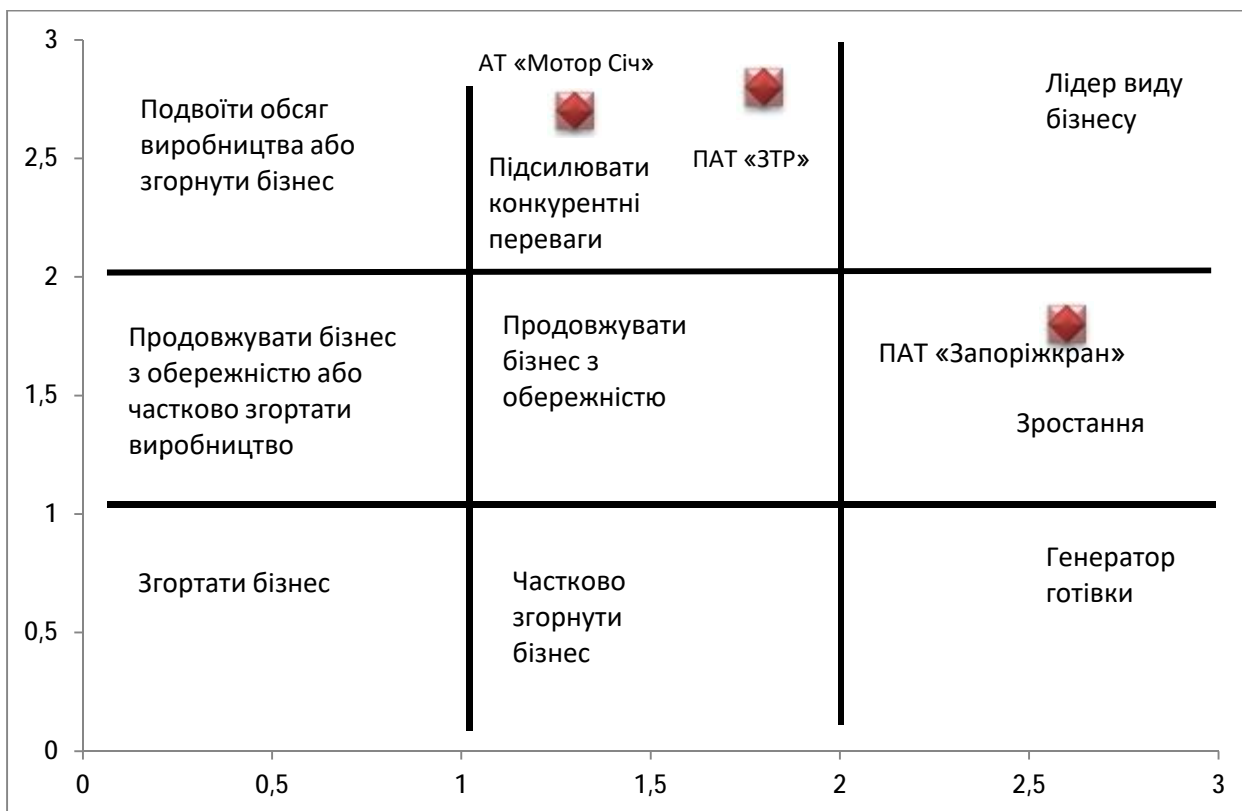 3
АТ «Мотор Січ»
Подвоїти обсяг
виробництва або
згорнути бізнес
Лідер виду
бізнесу
2,5
ПАТ «ЗТР»
Підсилювати
конкурентні
переваги
2
Продовжувати бізнес
з обережністю або
частково згортати
виробництво
Продовжувати
бізнес з
обережністю
ПАТ «Запоріжкран»
1,5
Зростання
1
Згортати бізнес
Частково
згорнути
бізнес
Генератор
готівки
0,5
0
0
0,5
1
1,5
2
2,5
3